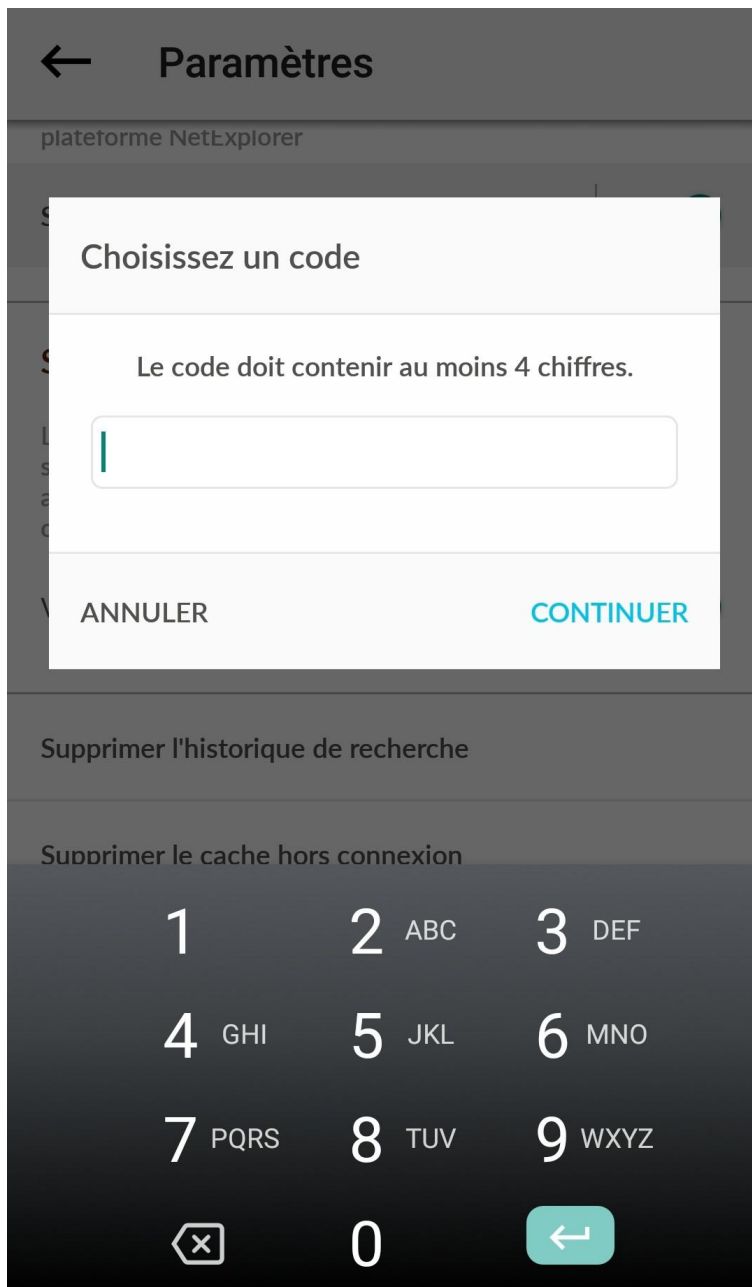 Paramètres
plateforme NetExplorer
Choisissez un code
Le code doit contenir au moins 4 chiffres.
ANNULER CONTINUER
Supprimer l'historique de recherche
Supprimer le cache hors connexion
1 2 ABC 3 DEF
4 GHI 5 JKL 6 MNO
7 PQRS 8 TUV 9 WXYZ
0